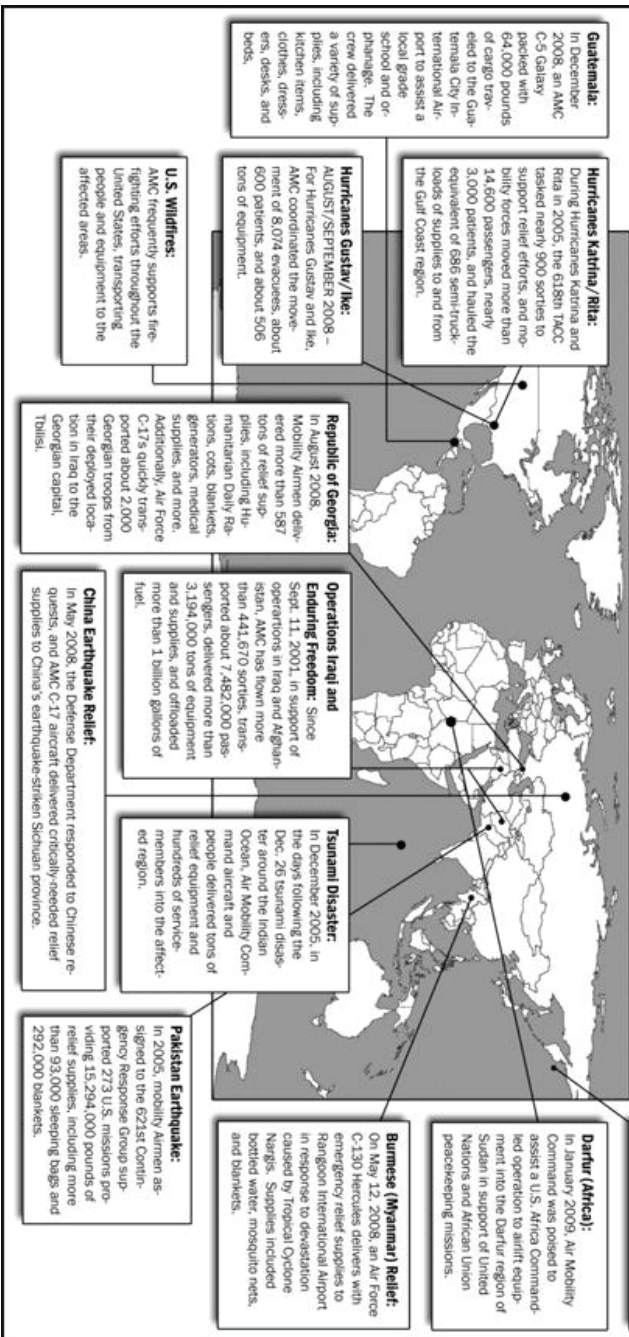 Guatemala:
In December
2008, an AMC
C-5 Galaxy
packed with
64,000 pounds
of cargo trav-
eled to the Gua-
temala City In-
ternational Air-
port to assist a
local grade
school and or-
phanage. The
crew delivered
a variety of sup-
plies, including
kitchen items,
clothes, dress-
ers, desks, and
beds.
Hurricanes Katrina/Rita:
During Hurricanes Katrina and
Rita in 2005, the 618th TACC
tasked nearly 900 sorties to
support relief efforts, and mo-
bility forces moved more than
14,600 passengers, nearly
3,000 patients, and hauled the
equivalent of 686 semi-truck-
loads of supplies to and from
the Gulf Coast region.
Hurricanes Gustav/Ike:
AUGUST/SEPTEMBER 2008 –
For Hurricanes Gustav and Ike,
AMC coordinated the move-
ment of 8,074 evacuees, about
600 patients, and about 506
tons of equipment.
U.S. Wildfires:
AMC frequently supports fire-
fighting efforts throughout the
United States, transporting
people and equipment to the
affected areas.
Republic of Georgia:
In August 2008,
Mobility Airmen deliv-
ered more than 587
tons of relief sup-
plies, including Hu-
manitarian Daily Ra-
tions, cots, blankets,
generators, medical
supplies, and more.
Additionally, Air Force
C-17s quickly trans-
ported about 2,000
Georgian troops from
their deployed loca-
tion in Iraq to the
Georgian capital,
Tbilisi.
Operations Iraqi and
Enduring Freedom: Since
Sept. 11, 2001, in support of
operartions in Iraq and Afghan-
istan, AMC has flown more
than 441,670 sorties, trans-
ported about 7,482,000 pas-
sengers, delivered more than
3,194,000 tons of equipment
and supplies, and offloaded
more than 1 billion gallons of
fuel.
China Earthquake Relief:
In May 2008, the Defense Department responded to Chinese re-
quests, and AMC C-17 aircraft delivered critically-needed relief
supplies to China's earthquake-striken Sichuan province.
Tsunami Disaster:
In December 2005, in
the days following the
Dec. 26 tsunami disas-
ter around the Indian
Ocean, Air Mobility Com-
mand aircraft and
people delivered tons of
relief equipment and
hundreds of service-
members into the affect-
ed region.
Pakistan Earthquake:
In 2005, mobility Airmen as-
signed to the 621st Contin-
gency Response Group sup-
ported 273 U.S. missions pro-
viding 15,294,000 pounds of
relief supplies, including more
than 93,000 sleeping bags and
292,000 blankets.
Darfur (Africa):
In January 2009, Air Mobility
Command was poised to
assist a U.S. Africa Command-
led operation to airlift equip-
ment into the Darfur region of
Sudan in support of United
Nations and African Union
peacekeeping missions.
Burmese (Myanmar) Relief:
On May 12, 2008, an Air Force
C-130 Hercules delivers with
emergency relief supplies to
Rangoon International Airport
in response to devastation
caused by Tropical Cyclone
Nargis. Supplies included
bottled water, mosquito nets,
and blankets.